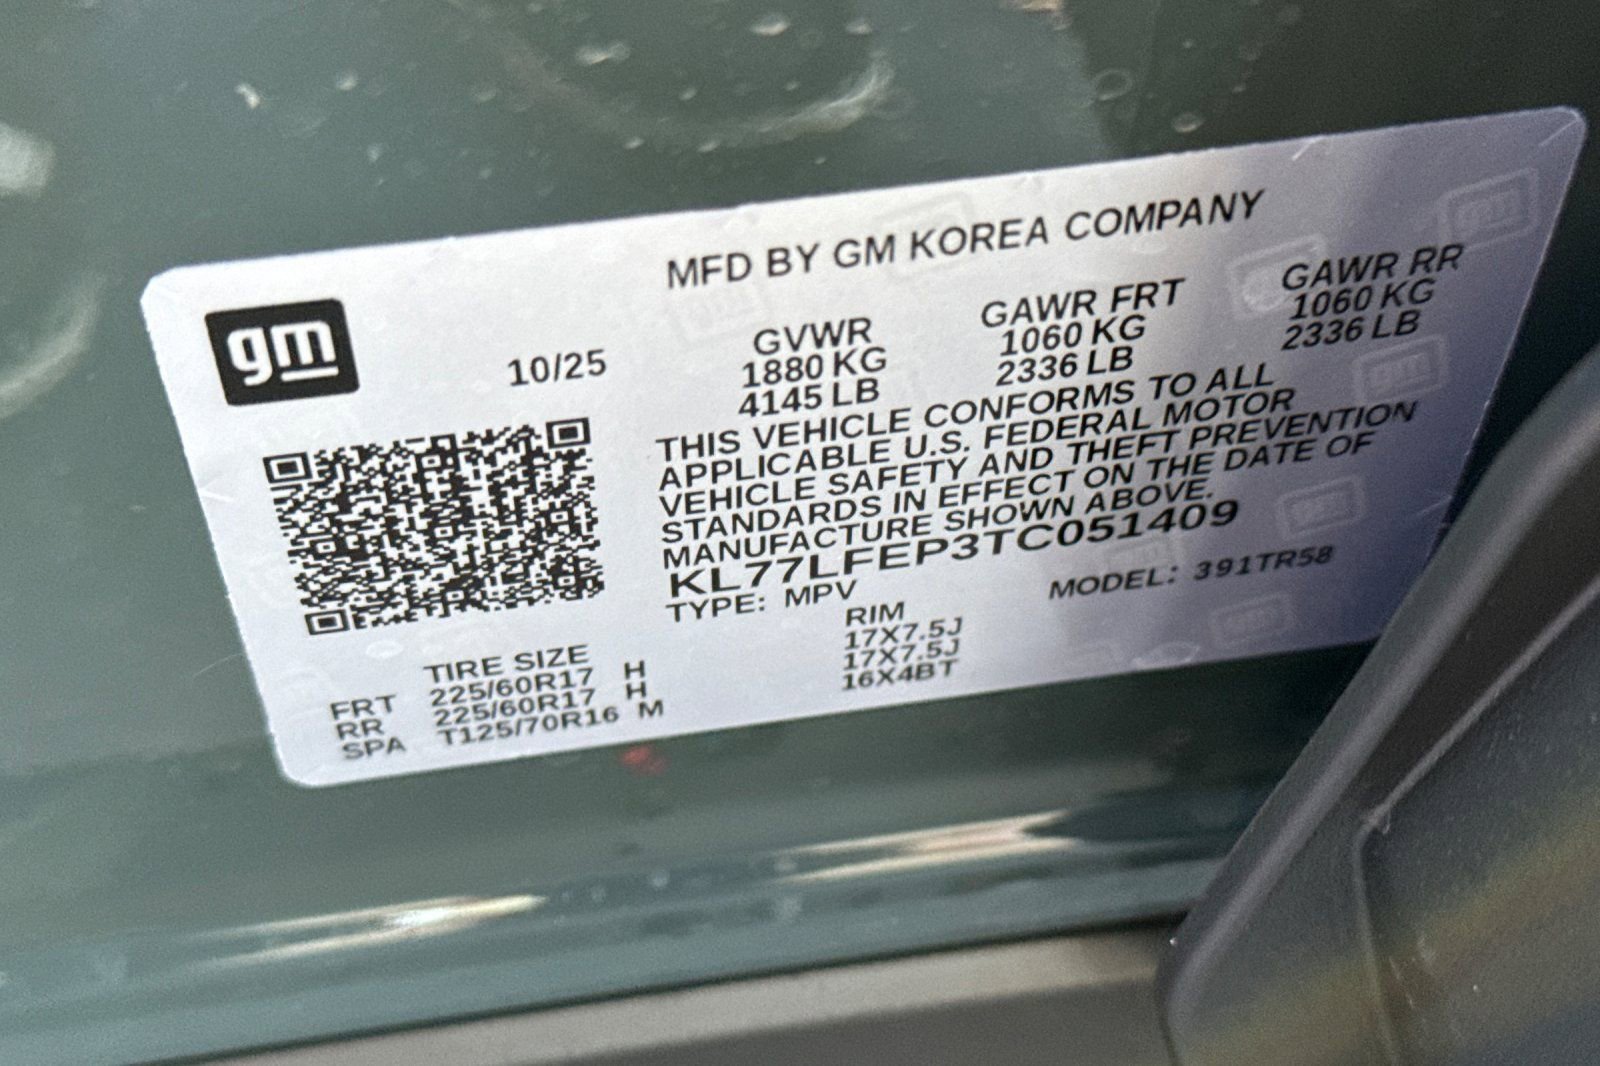 MFD BY GM KOREA COMPANY
gm
10/25
GVWR GAWR FRT GAWR RR
1880 KG 1060 KG 1060 KG
4145 LB 2336 LB 2336 LB
THIS VEHICLE CONFORMS TO ALL
APPLICABLE U.S. FEDERAL MOTOR
VEHICLE SAFETY AND THEFT PREVENTION
STANDARDS IN EFFECT ON THE DATE OF
MANUFACTURE SHOWN ABOVE.
KL77LFEP3TC051409
TYPE: MPV MODEL: 391TR58
TIRE SIZE RIM
FRT 225/60R17 H 17X7.5J
RR 225/60R17 H 17X7.5J
SPA T125/70R16 M 16X4BT